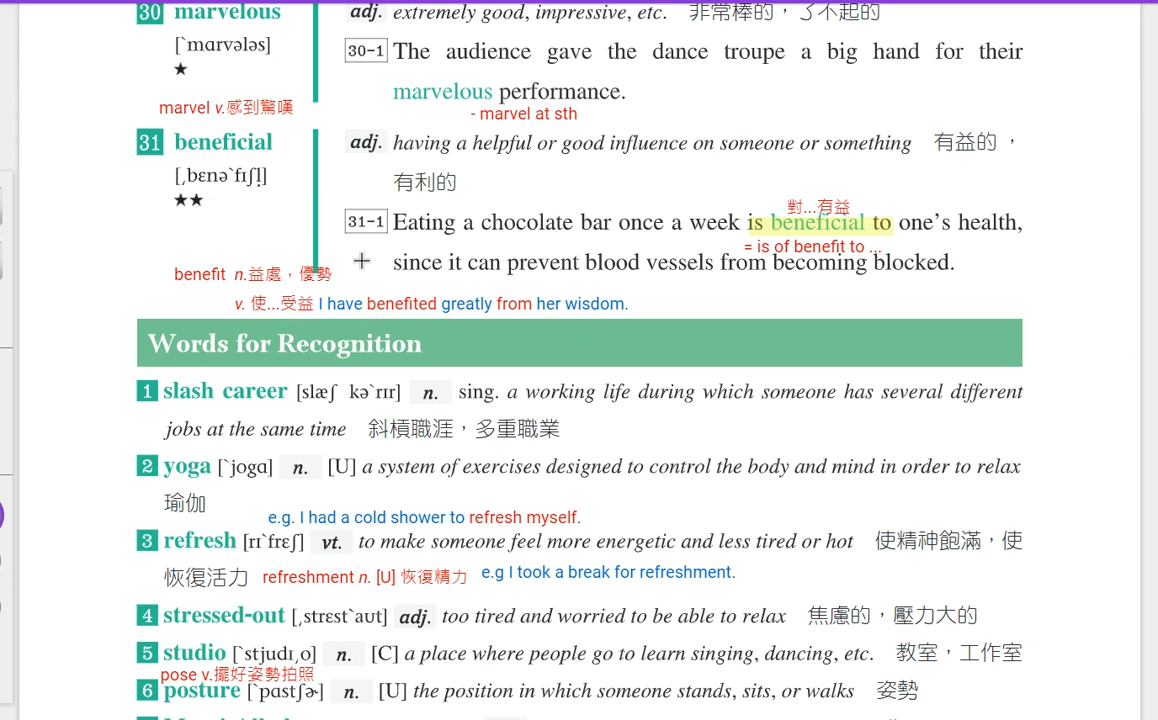 30 marvelous adj. extremely good, impressive, etc. 非常棒的，了不起的
[ˋmɑrvələs]
★
30-1 The audience gave the dance troupe a big hand for their
marvelous performance.
marvel v.感到驚嘆
- marvel at sth
31 beneficial adj. having a helpful or good influence on someone or something 有益的，
[ˌbɛnəˋfɪʃl̩] 有利的
★★
對...有益
31-1 Eating a chocolate bar once a week is beneficial to one's health,
= is of benefit to ...
since it can prevent blood vessels from becoming blocked.
benefit n.益處，優勢
v. 使...受益 I have benefited greatly from her wisdom.
Words for Recognition
1 slash career [slæʃ kəˋrɪr] n. sing. a working life during which someone has several different
jobs at the same time 斜槓職涯，多重職業
2 yoga [ˋjogɑ] n. [U] a system of exercises designed to control the body and mind in order to relax
瑜伽
e.g. I had a cold shower to refresh myself.
3 refresh [rɪˋfrɛʃ] vt. to make someone feel more energetic and less tired or hot 使精神飽滿，使
恢復活力 refreshment n. [U] 恢復精力 e.g I took a break for refreshment.
4 stressed-out [ˌstrɛstˋaʊt] adj. too tired and worried to be able to relax 焦慮的，壓力大的
5 studio [ˋstjudɪˌo] n. [C] a place where people go to learn singing, dancing, etc. 教室，工作室
pose v.擺好姿勢拍照
6 posture [ˋpɑstʃɚ] n. [U] the position in which someone stands, sits, or walks 姿勢